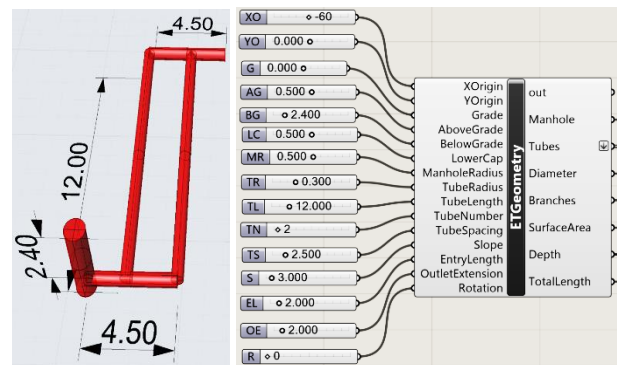 4.50
12.00
2.40
4.50
XO -60
YO 0.000
G 0.000
AG 0.500
BG 2.400
LC 0.500
MR 0.500
TR 0.300
TL 12.000
TN 2
TS 2.500
S 3.000
EL 2.000
OE 2.000
R 0
XOrigin
YOrigin
Grade
AboveGrade
BelowGrade
LowerCap
ManholeRadius
TubeRadius
TubeLength
TubeNumber
TubeSpacing
Slope
EntryLength
OutletExtension
Rotation
ETGeometry
out
Manhole
Tubes
Diameter
Branches
SurfaceArea
Depth
TotalLength